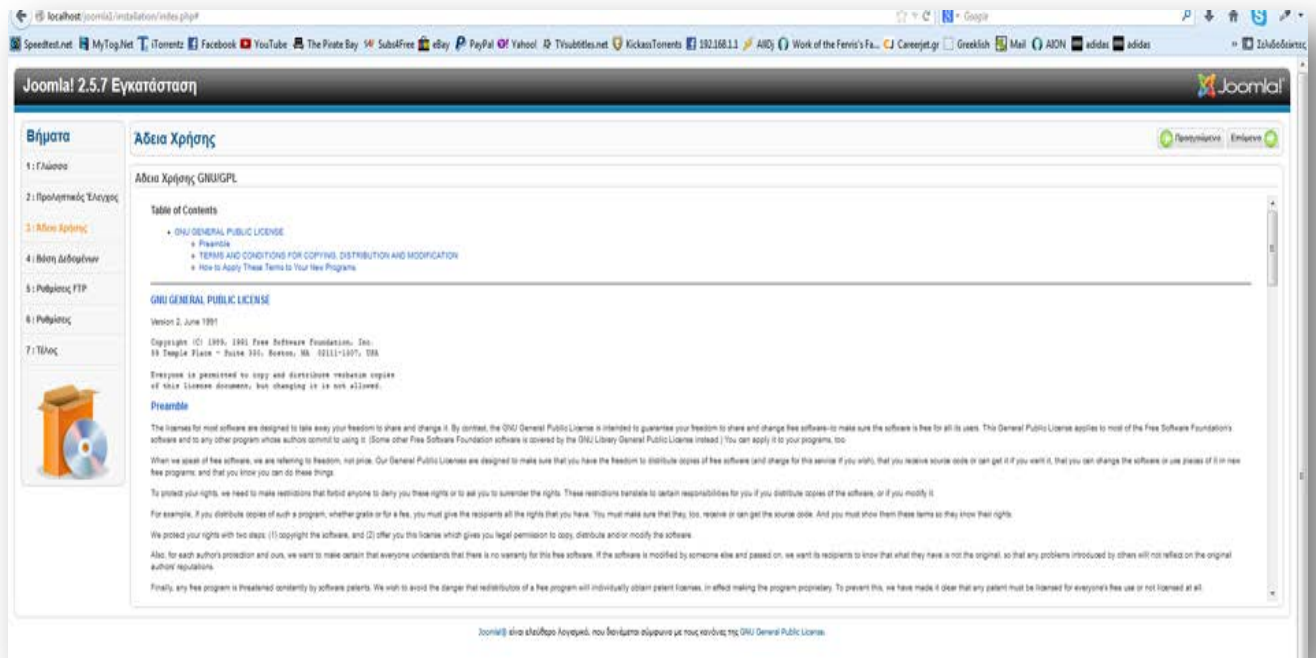 localhost/joomla1/installation/index.php#
Google
Speedtest.net MyTog.Net iTorrentz Facebook YouTube The Pirate Bay Subs4Free eBay PayPal Yahoo! TVsubtitles.net KickassTorrents 192.168.1.1 AllDj Work of the Fervis's Fa... Careerjet.gr Greeklish Mail AION adidas adidas » Σελιδοδείκτες
Joomla! 2.5.7 Εγκατάσταση
Joomla!
Βήματα
Άδεια Χρήσης
Προηγούμενο Επόμενο
1 : Γλώσσα
2 : Προληπτικός Έλεγχος
3 : Άδεια Χρήσης
4 : Βάση Δεδομένων
5 : Ρυθμίσεις FTP
6 : Ρυθμίσεις
7 : Τέλος
Άδεια Χρήσης GNU/GPL
Table of Contents
GNU GENERAL PUBLIC LICENSE
Preamble
TERMS AND CONDITIONS FOR COPYING, DISTRIBUTION AND MODIFICATION
How to Apply These Terms to Your New Programs
GNU GENERAL PUBLIC LICENSE
Version 2, June 1991
Copyright (C) 1989, 1991 Free Software Foundation, Inc.
59 Temple Place - Suite 330, Boston, MA 02111-1307, USA
Everyone is permitted to copy and distribute verbatim copies
of this license document, but changing it is not allowed.
Preamble
The licenses for most software are designed to take away your freedom to share and change it. By contrast, the GNU General Public License is intended to guarantee your freedom to share and change free software--to make sure the software is free for all its users. This General Public License applies to most of the Free Software Foundation's
software and to any other program whose authors commit to using it. (Some other Free Software Foundation software is covered by the GNU Library General Public License instead.) You can apply it to your programs, too.
When we speak of free software, we are referring to freedom, not price. Our General Public Licenses are designed to make sure that you have the freedom to distribute copies of free software (and charge for this service if you wish), that you receive source code or can get it if you want it, that you can change the software or use pieces of it in new
free programs; and that you know you can do these things.
To protect your rights, we need to make restrictions that forbid anyone to deny you these rights or to ask you to surrender the rights. These restrictions translate to certain responsibilities for you if you distribute copies of the software, or if you modify it.
For example, if you distribute copies of such a program, whether gratis or for a fee, you must give the recipients all the rights that you have. You must make sure that they, too, receive or can get the source code. And you must show them these terms so they know their rights.
We protect your rights with two steps: (1) copyright the software, and (2) offer you this license which gives you legal permission to copy, distribute and/or modify the software.
Also, for each author's protection and ours, we want to make certain that everyone understands that there is no warranty for this free software. If the software is modified by someone else and passed on, we want its recipients to know that what they have is not the original, so that any problems introduced by others will not reflect on the original
authors' reputations.
Finally, any free program is threatened constantly by software patents. We wish to avoid the danger that redistributors of a free program will individually obtain patent licenses, in effect making the program proprietary. To prevent this, we have made it clear that any patent must be licensed for everyone's free use or not licensed at all.
Joomla!® είναι ελεύθερο λογισμικό, που διανέμεται σύμφωνα με τους κανόνες της GNU General Public License.